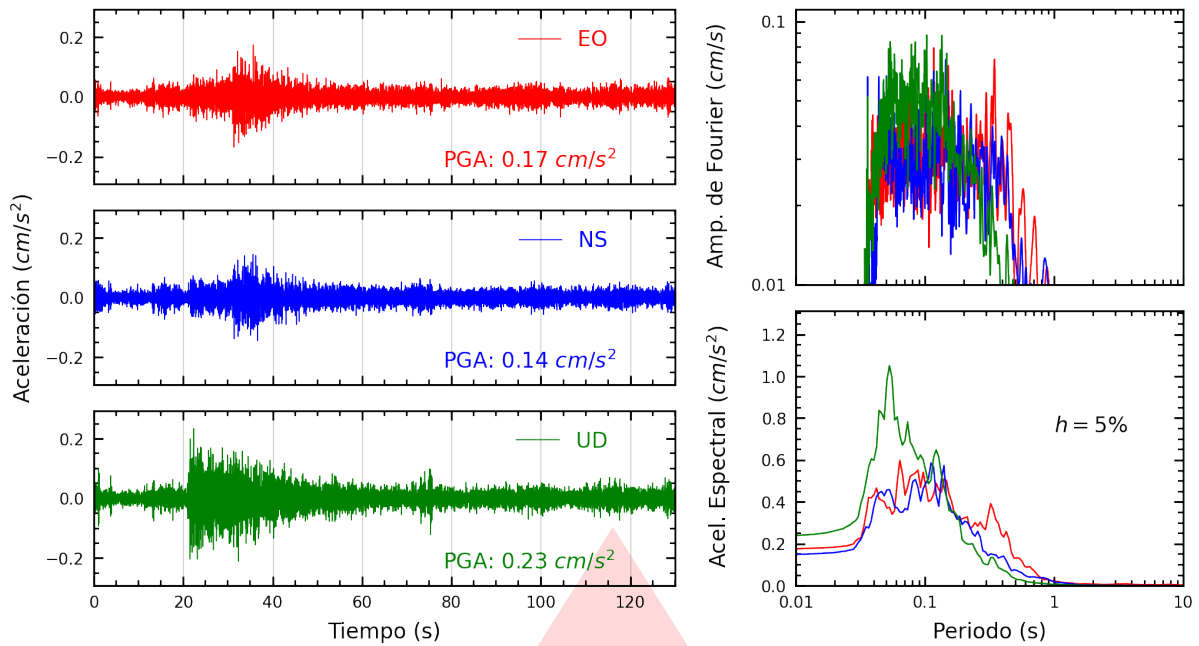 Aceleración (cm/s²)
0.2
0.0
−0.2
EO
PGA: 0.17 cm/s²
0.2
0.0
−0.2
NS
PGA: 0.14 cm/s²
0.2
0.0
−0.2
UD
PGA: 0.23 cm/s²
0 20 40 60 80 100 120
Tiempo (s)
Amp. de Fourier (cm/s)
0.1
0.01
Acel. Espectral (cm/s²)
1.2
1.0
0.8
0.6
0.4
0.2
0.0
h = 5%
0.01 0.1 1 10
Periodo (s)